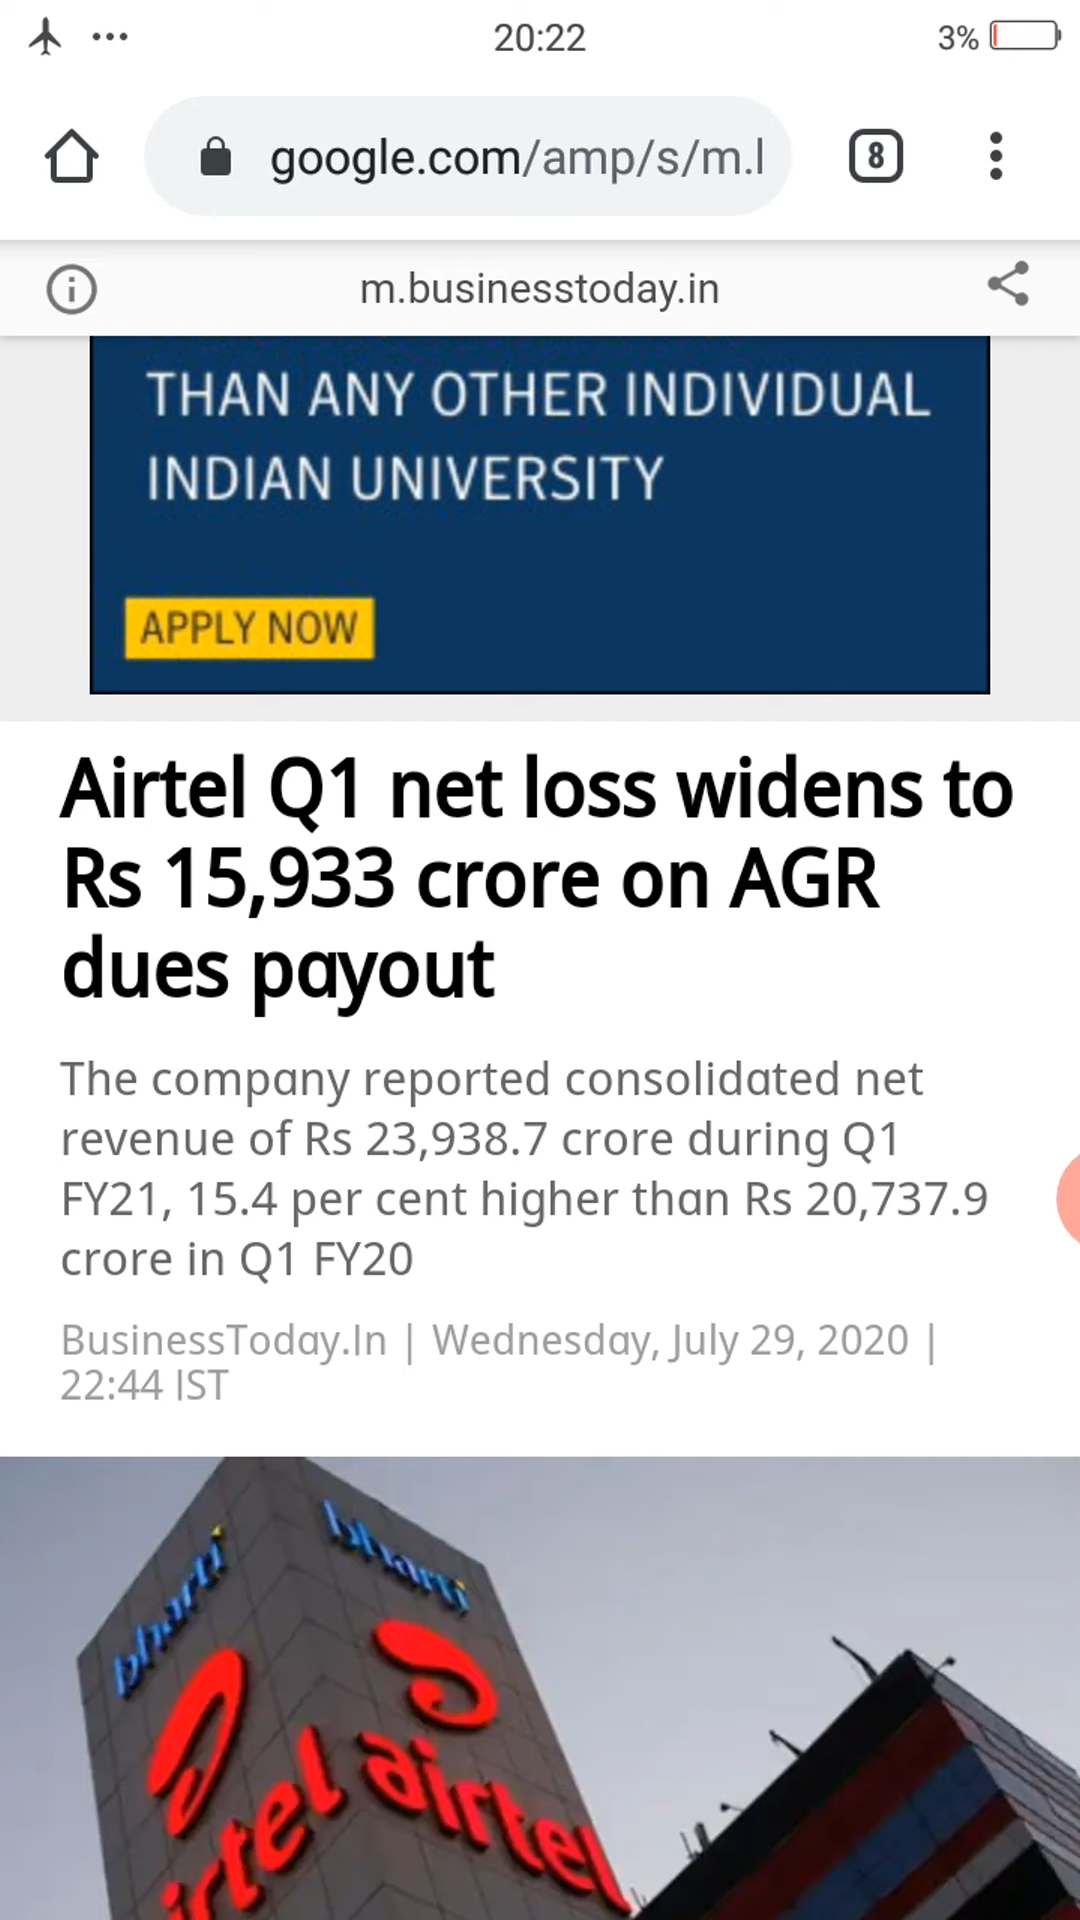 20:22
3%
google.com/amp/s/m.l
8
m.businesstoday.in
THAN ANY OTHER INDIVIDUAL
INDIAN UNIVERSITY
APPLY NOW
Airtel Q1 net loss widens to
Rs 15,933 crore on AGR
dues payout
The company reported consolidated net
revenue of Rs 23,938.7 crore during Q1
FY21, 15.4 per cent higher than Rs 20,737.9
crore in Q1 FY20
BusinessToday.In | Wednesday, July 29, 2020 |
22:44 IST
bharti
bharti
irtel
airtel